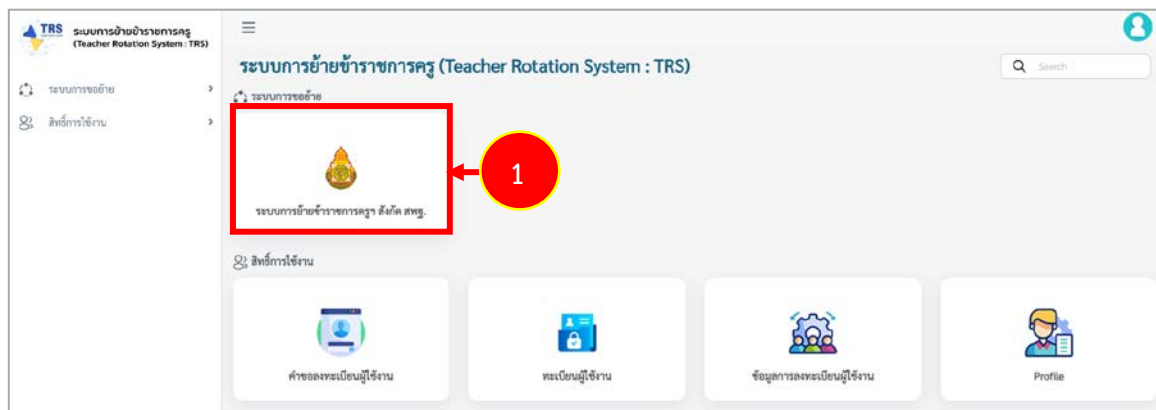 TRS ระบบการย้ายข้าราชการครู
(Teacher Rotation System : TRS)
ระบบการย้ายข้าราชการครู (Teacher Rotation System : TRS)
Search
ระบบการขอย้าย
สิทธิ์การใช้งาน
ระบบการขอย้าย
1
ระบบการย้ายข้าราชการครูฯ สังกัด สพฐ.
สิทธิ์การใช้งาน
คำขอลงทะเบียนผู้ใช้งาน
ทะเบียนผู้ใช้งาน
ข้อมูลการลงทะเบียนผู้ใช้งาน
Profile